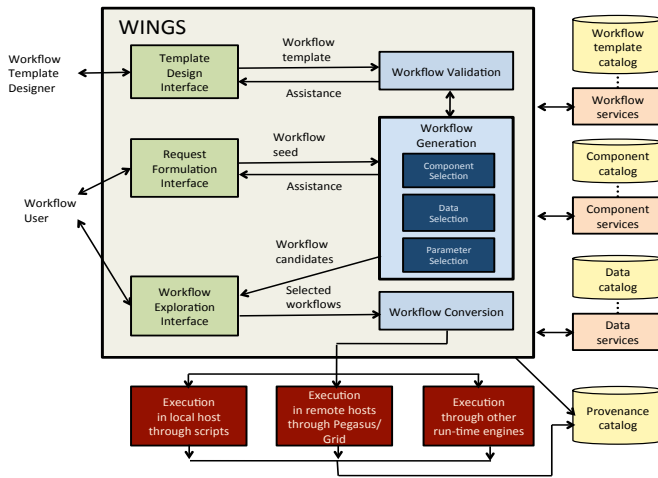 WINGS
Workflow
Template
Designer
Template
Design
Interface
Workflow
template
Assistance
Workflow Validation
Workflow
template
catalog
Workflow
services
Workflow
User
Request
Formulation
Interface
Workflow
seed
Assistance
Workflow
Generation
Component
Selection
Data
Selection
Parameter
Selection
Component
catalog
Component
services
Workflow
candidates
Workflow
Exploration
Interface
Selected
workflows
Workflow Conversion
Data
catalog
Data
services
Execution
in local host
through scripts
Execution
in remote hosts
through Pegasus/
Grid
Execution
through other
run-time engines
Provenance
catalog